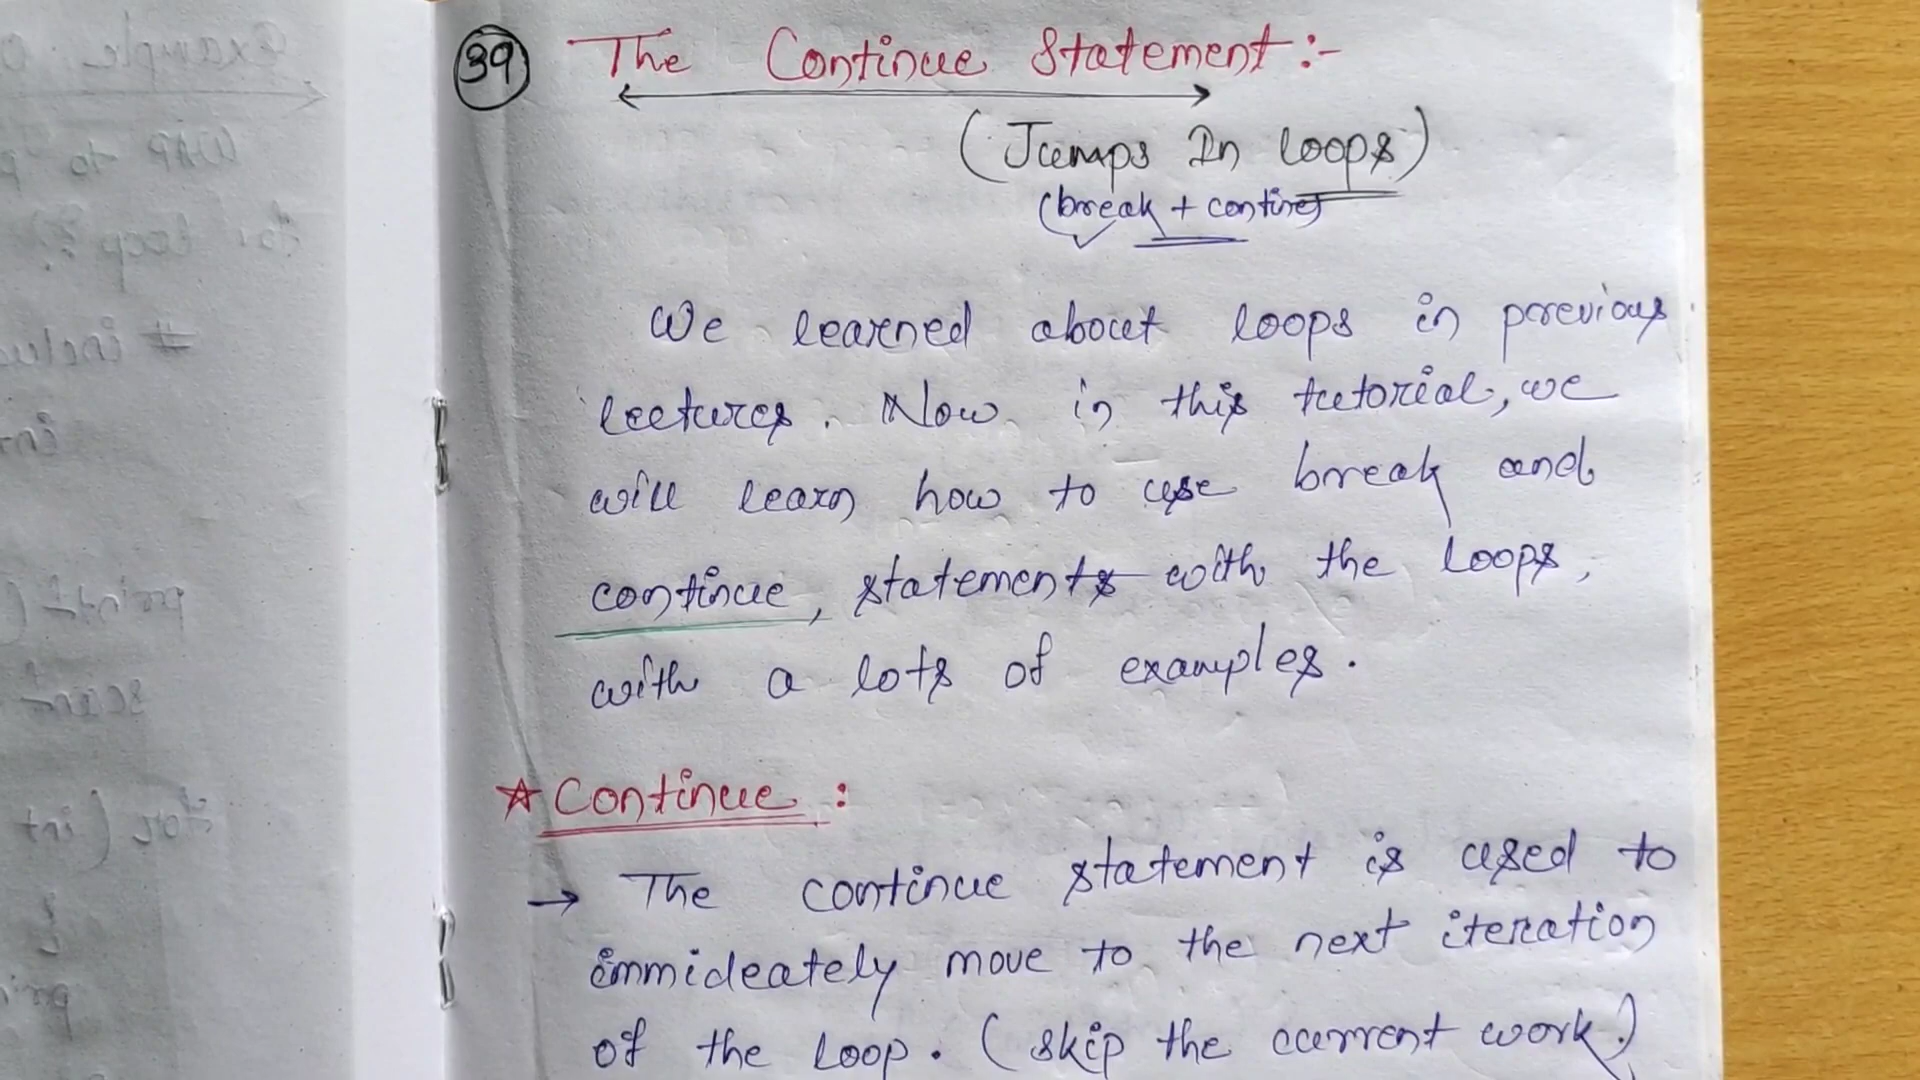 39 The Continue Statement :-
(Jumps In loops)
(break + contine)
We learned about loops in previous
lectures. Now in this tutorial, we
will learn how to use break and
continue, statements with the loops,
with a lots of examples.
☆ Continue :
→ The continue statement is used to
immideately move to the next iteration
of the loop. (skip the current work)